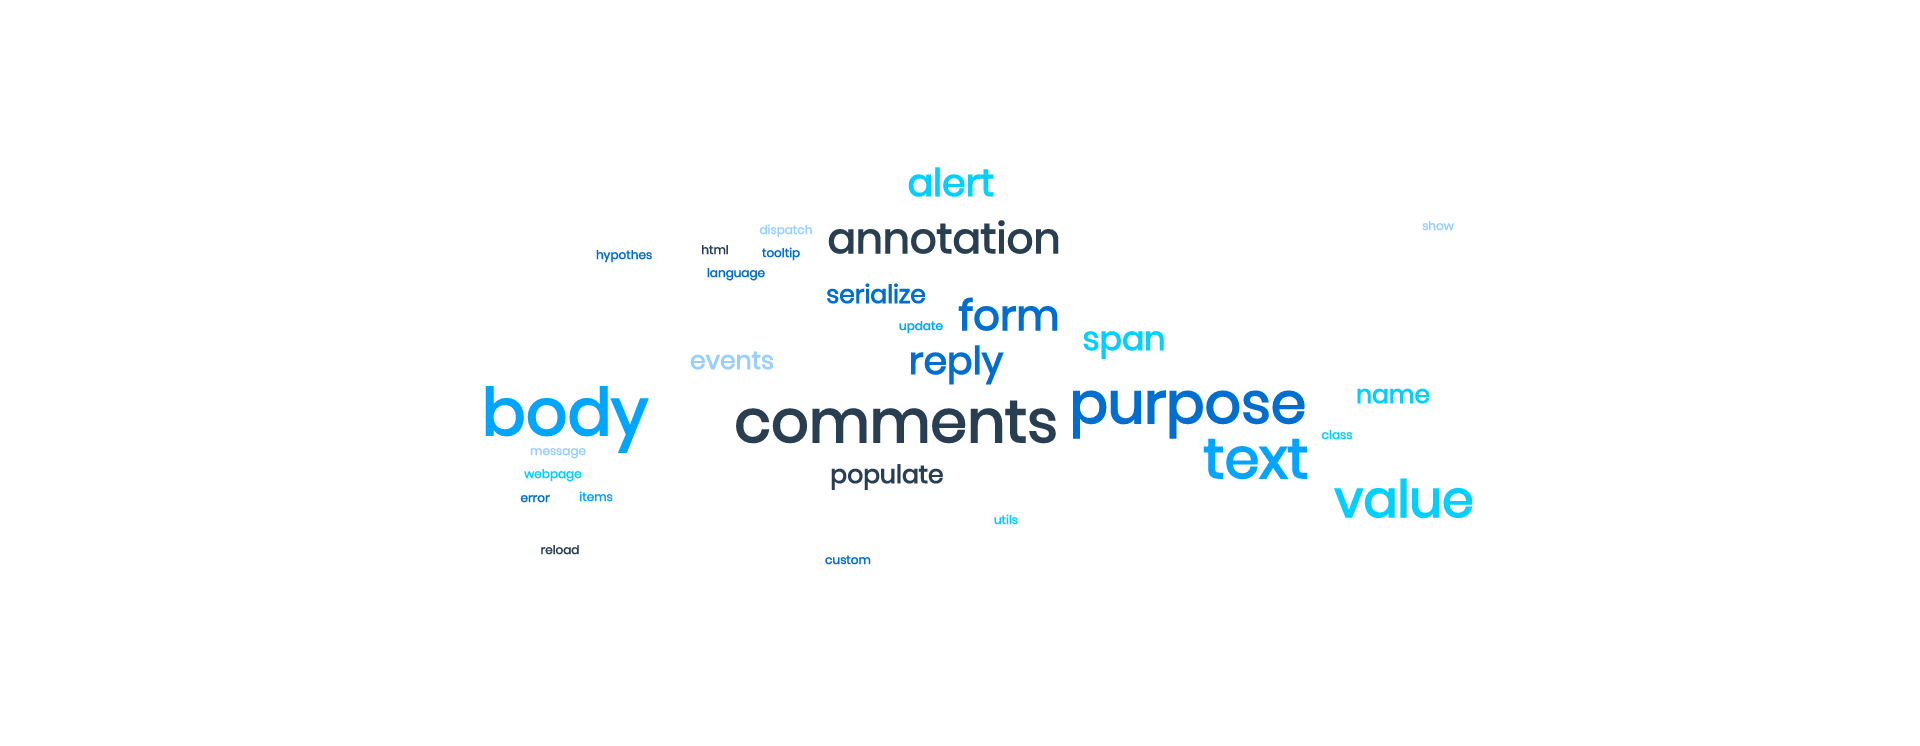 alert
show
dispatch
annotation
html
tooltip
hypothes
language
serialize
form
update
span
events
reply
name
body
comments
purpose
class
message
text
webpage
populate
error
items
value
utils
reload
custom